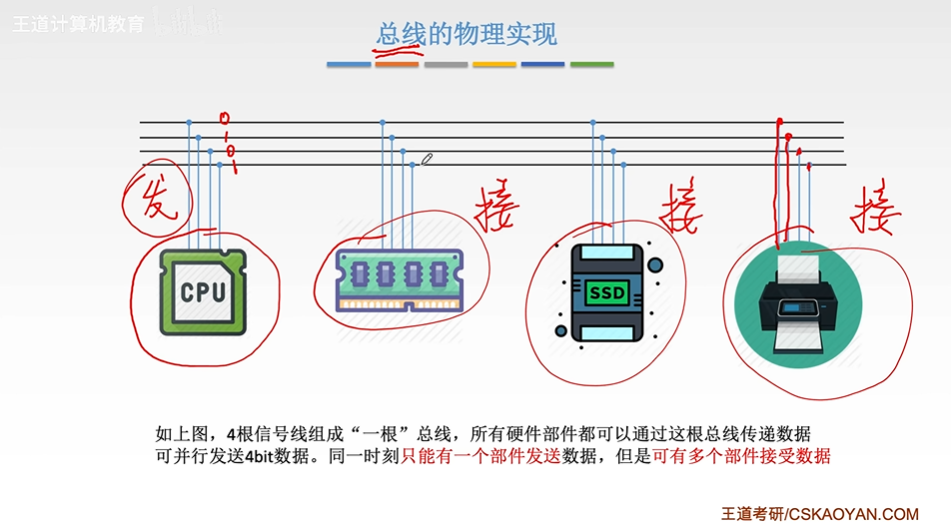 王道计算机教育
总线的物理实现
0
1
0
1
发
接
接
接
CPU
SSD
如上图，4根信号线组成“一根”总线，所有硬件部件都可以通过这根总线传递数据
可并行发送4bit数据。同一时刻只能有一个部件发送数据，但是可有多个部件接受数据
王道考研/CSKAOYAN.COM